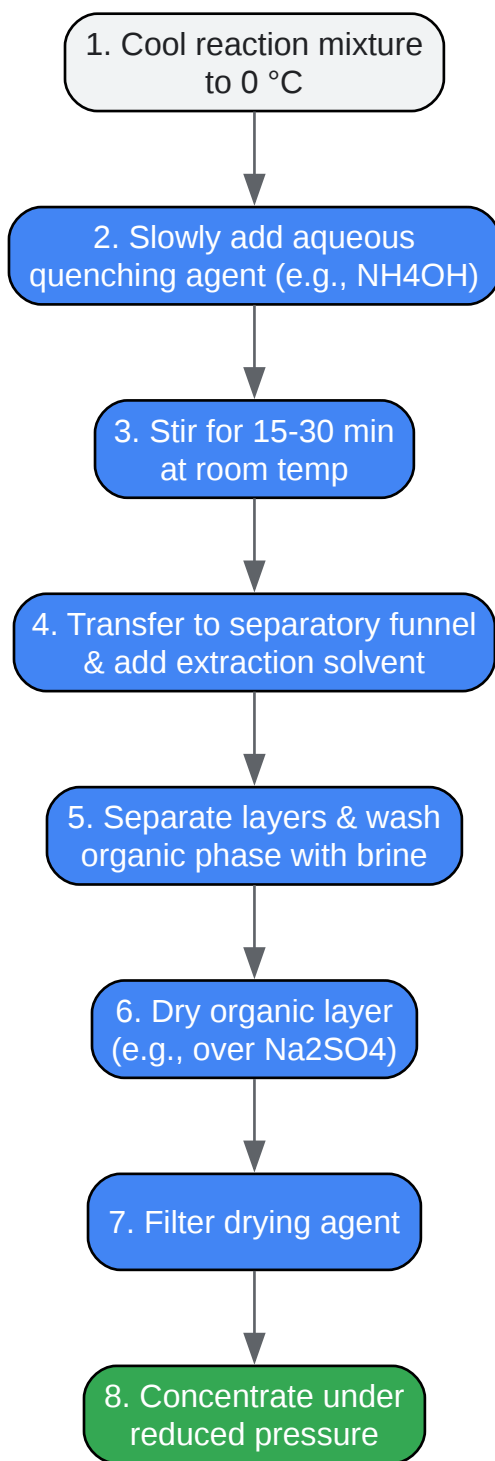 1. Cool reaction mixture
to 0 °C
2. Slowly add aqueous
quenching agent (e.g., NH4OH)
3. Stir for 15-30 min
at room temp
4. Transfer to separatory funnel
& add extraction solvent
5. Separate layers & wash
organic phase with brine
6. Dry organic layer
(e.g., over Na2SO4)
7. Filter drying agent
8. Concentrate under
reduced pressure